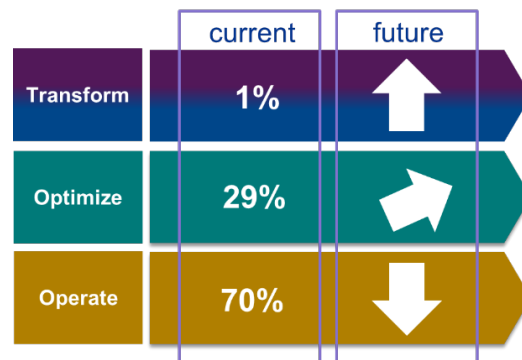 current future
Transform 1%
Optimize 29%
Operate 70%